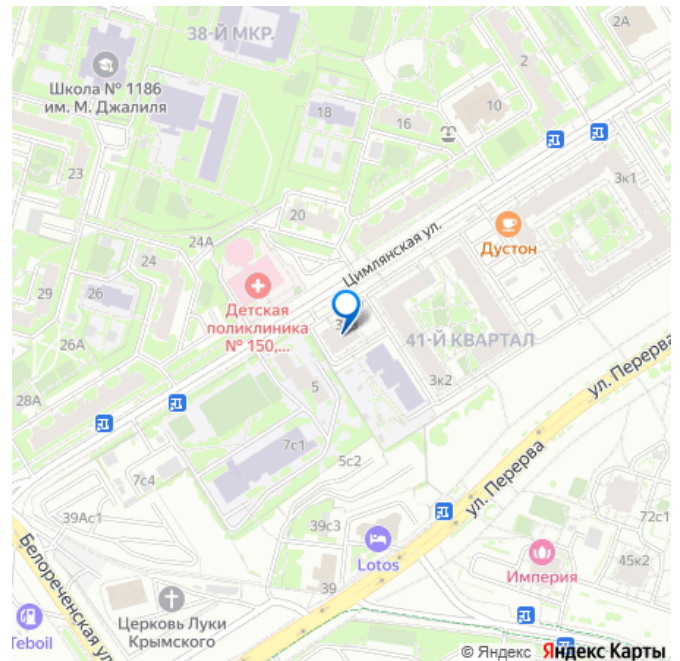 38-Й МКР.
2А
Школа № 1186
им. М. Джалиля
2
10
18
16
23
3к1
20
24А
Цимлянская ул.
Дустон
24
29
26
Детская
поликлиника
№ 150,...
41-Й КВАРТАЛ
26А
3к2
ул. Перерва
28А
5
7с1
5с2
7с4
ул. Перерва
39Ас1
39с3
72с1
Lotos
45к2
Империя
39
Белореченская ул.
Церковь Луки
Крымского
Teboil
© Яндекс Яндекс Карты